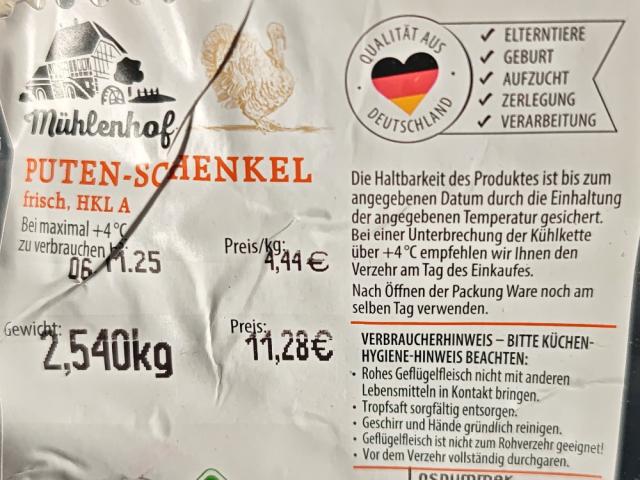 Mühlenhof
PUTEN-SCHENKEL
frisch, HKL A
Bei maximal +4 °C
zu verbrauchen
06.11.25
Preis/kg:
4,44 €
Gewicht:
2,540kg
Preis:
11,28€
QUALITÄT AUS
DEUTSCHLAND
✓ ELTERNTIERE
✓ GEBURT
✓ AUFZUCHT
✓ ZERLEGUNG
✓ VERARBEITUNG
Die Haltbarkeit des Produktes ist bis zum
angegebenen Datum durch die Einhaltung
der angegebenen Temperatur gesichert.
Bei einer Unterbrechung der Kühlkette
über +4 °C empfehlen wir Ihnen den
Verzehr am Tag des Einkaufes.
Nach Öffnen der Packung Ware noch am
selben Tag verwenden.
VERBRAUCHERHINWEIS – BITTE KÜCHEN-
HYGIENE-HINWEIS BEACHTEN:
• Rohes Geflügelfleisch nicht mit anderen
Lebensmitteln in Kontakt bringen.
• Tropfsaft sorgfältig entsorgen.
• Geschirr und Hände gründlich reinigen.
• Geflügelfleisch ist nicht zum Rohverzehr geeignet!
• Vor dem Verzehr vollständig durchgaren.
Losnummer